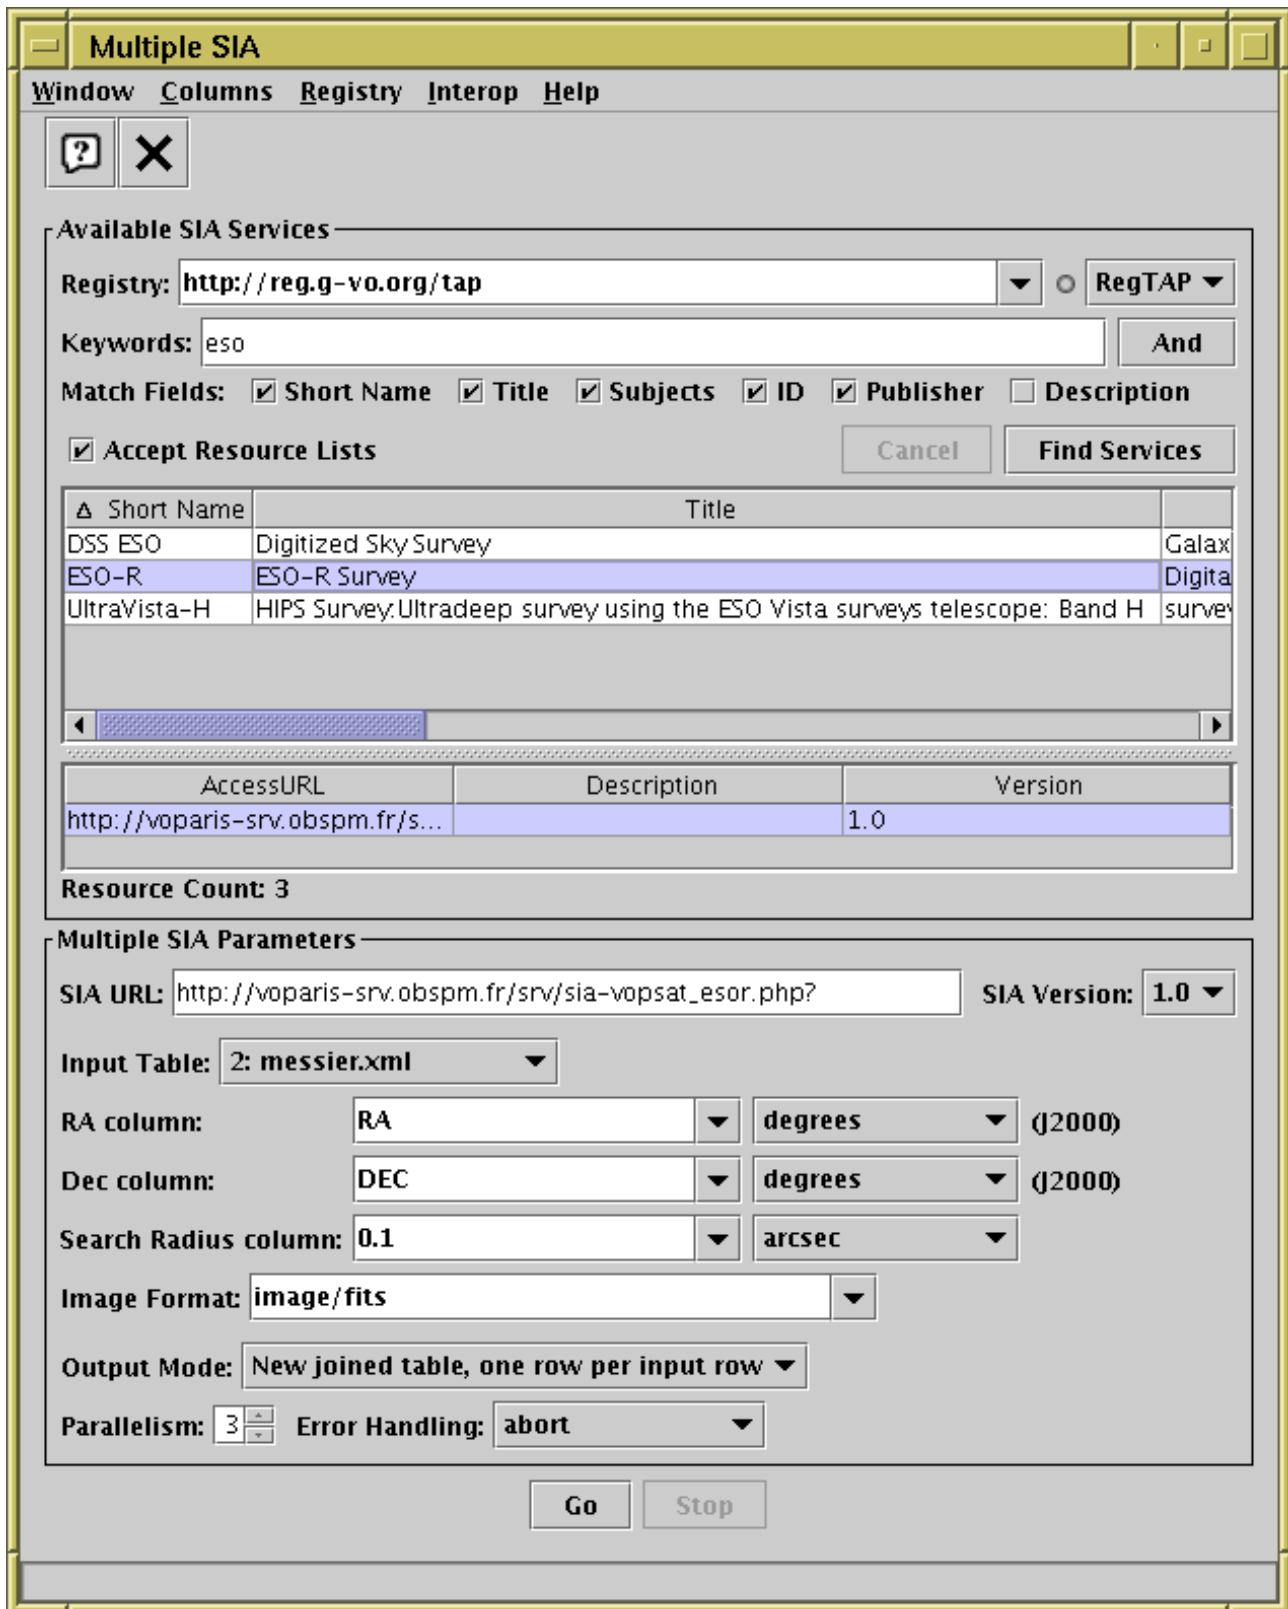 Multiple SIA
Window Columns Registry Interop Help
Available SIA Services
Registry: http://reg.g-vo.org/tap RegTAP
Keywords: eso And
Match Fields: Short Name Title Subjects ID Publisher Description
Accept Resource Lists Cancel Find Services
Short Name Title
DSS ESO Digitized Sky Survey Galax
ESO-R ESO-R Survey Digita
UltraVista-H HIPS Survey:Ultradeep survey using the ESO Vista surveys telescope: Band H survey
AccessURL Description Version
http://voparis-srv.obspm.fr/s... 1.0
Resource Count: 3
Multiple SIA Parameters
SIA URL: http://voparis-srv.obspm.fr/srv/sia-vopsat_esor.php? SIA Version: 1.0
Input Table: 2: messier.xml
RA column: RA degrees (J2000)
Dec column: DEC degrees (J2000)
Search Radius column: 0.1 arcsec
Image Format: image/fits
Output Mode: New joined table, one row per input row
Parallelism: 3 Error Handling: abort
Go Stop